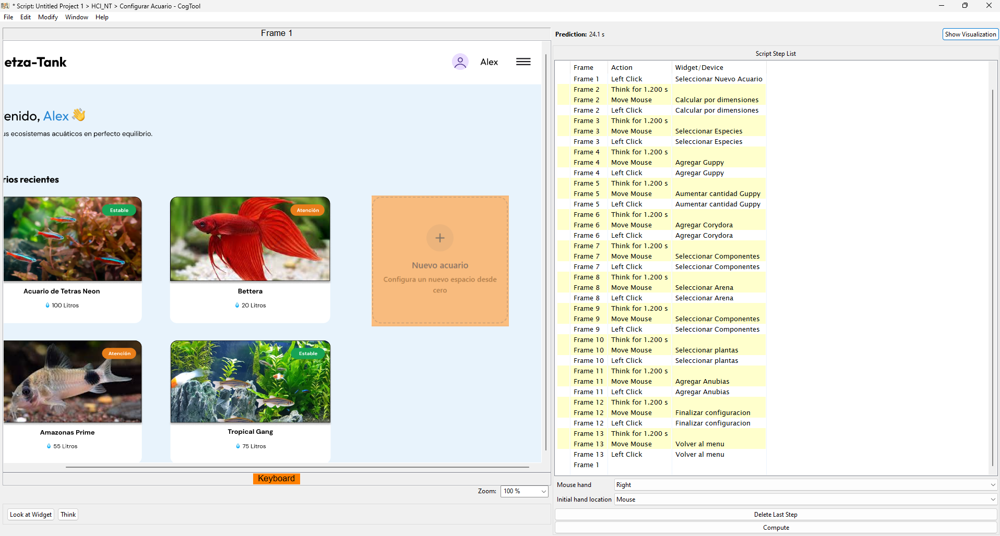 * Script: Untitled Project 1 > HCI_NT > Configurar Acuario - CogTool
File Edit Modify Window Help
Frame 1
etza-Tank
Alex
enido, Alex 👋
us ecosistemas acuáticos en perfecto equilibrio.
rios recientes
Estable
Acuario de Tetras Neon
100 Litros
Atención
Bettera
20 Litros
+
Nuevo acuario
Configura un nuevo espacio desde
cero
Atención
Amazonas Prime
55 Litros
Estable
Tropical Gang
75 Litros
Keyboard
Zoom: 100 %
Look at Widget Think
Prediction: 24.1 s
Show Visualization
Script Step List
Frame Action Widget/Device
Frame 1 Left Click Seleccionar Nuevo Acuario
Frame 2 Think for 1.200 s
Frame 2 Move Mouse Calcular por dimensiones
Frame 2 Left Click Calcular por dimensiones
Frame 3 Think for 1.200 s
Frame 3 Move Mouse Seleccionar Especies
Frame 3 Left Click Seleccionar Especies
Frame 4 Think for 1.200 s
Frame 4 Move Mouse Agregar Guppy
Frame 4 Left Click Agregar Guppy
Frame 5 Think for 1.200 s
Frame 5 Move Mouse Aumentar cantidad Guppy
Frame 5 Left Click Aumentar cantidad Guppy
Frame 6 Think for 1.200 s
Frame 6 Move Mouse Agregar Corydora
Frame 6 Left Click Agregar Corydora
Frame 7 Think for 1.200 s
Frame 7 Move Mouse Seleccionar Componentes
Frame 7 Left Click Seleccionar Componentes
Frame 8 Think for 1.200 s
Frame 8 Move Mouse Seleccionar Arena
Frame 8 Left Click Seleccionar Arena
Frame 9 Think for 1.200 s
Frame 9 Move Mouse Seleccionar Componentes
Frame 9 Left Click Seleccionar Componentes
Frame 10 Think for 1.200 s
Frame 10 Move Mouse Seleccionar plantas
Frame 10 Left Click Seleccionar plantas
Frame 11 Think for 1.200 s
Frame 11 Move Mouse Agregar Anubias
Frame 11 Left Click Agregar Anubias
Frame 12 Think for 1.200 s
Frame 12 Move Mouse Finalizar configuracion
Frame 12 Left Click Finalizar configuracion
Frame 13 Think for 1.200 s
Frame 13 Move Mouse Volver al menu
Frame 13 Left Click Volver al menu
Frame 1
Mouse hand Right
Initial hand location Mouse
Delete Last Step
Compute